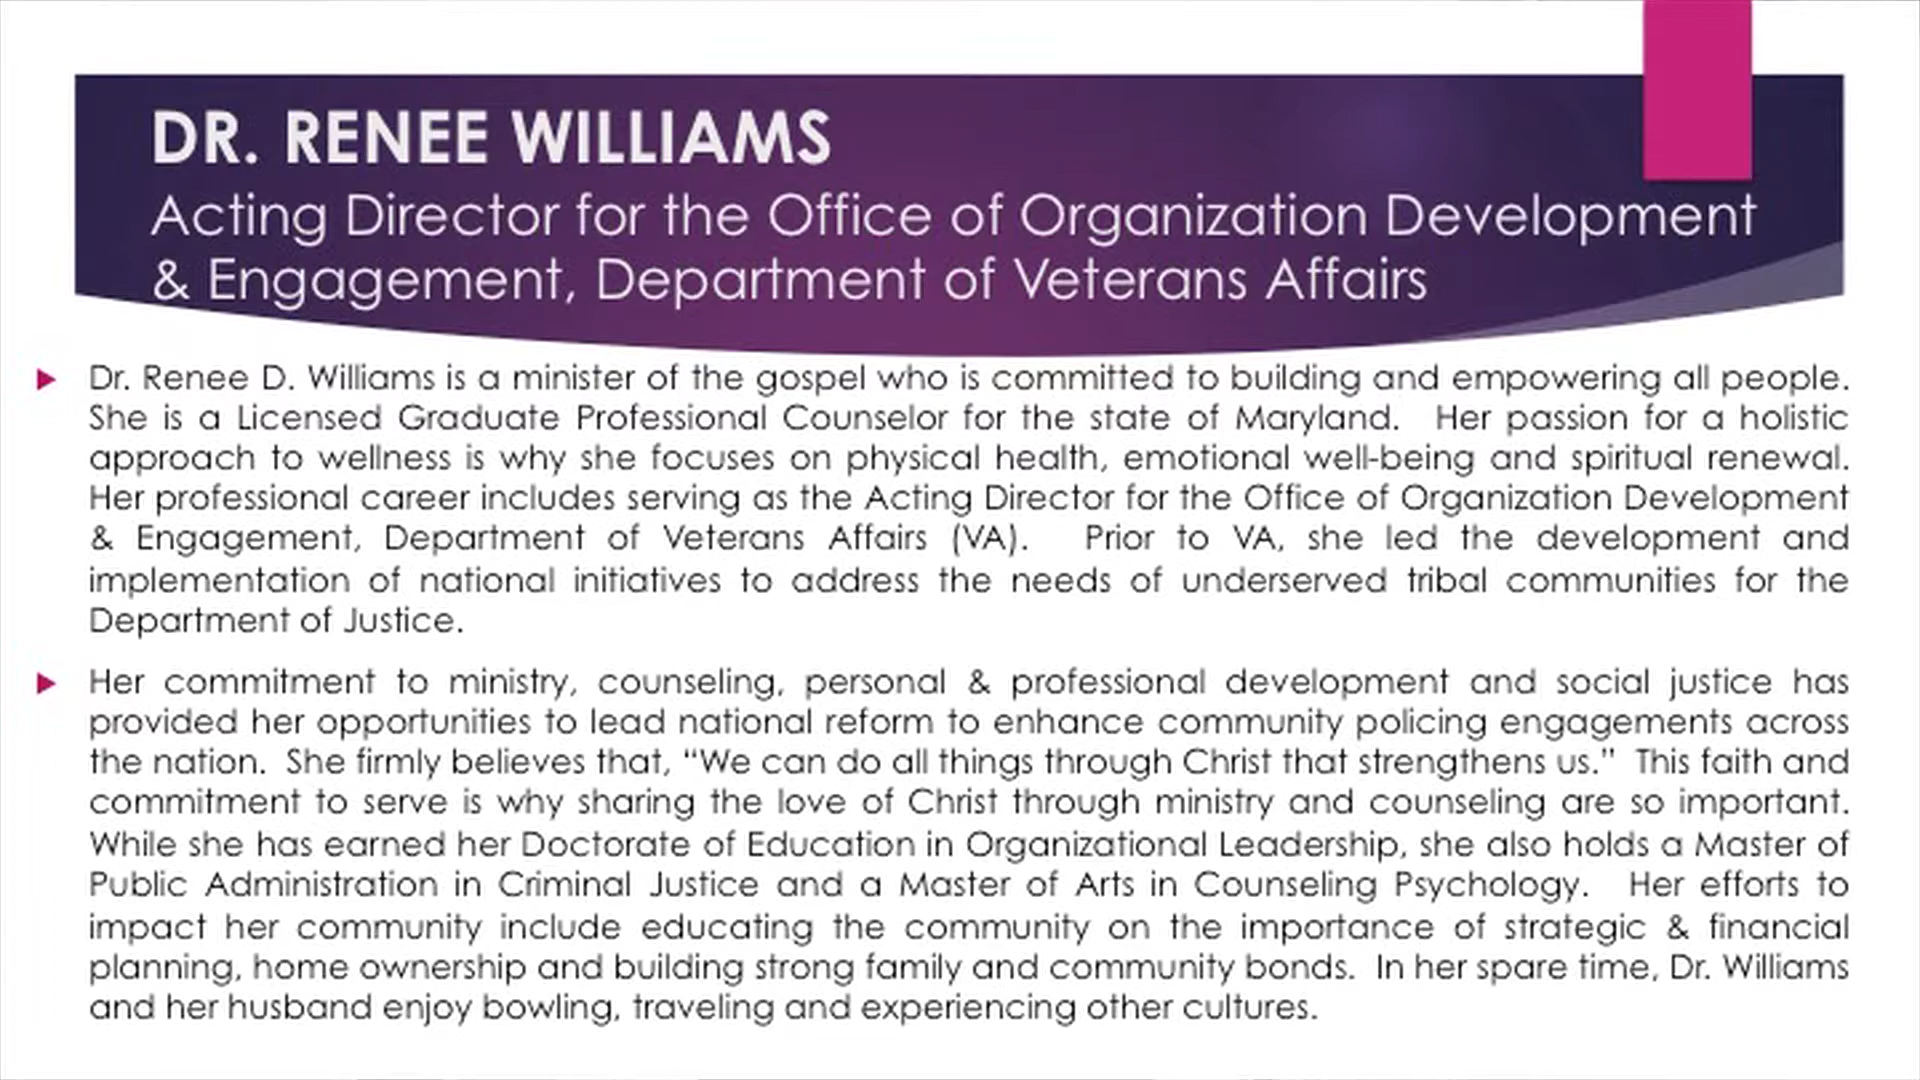 DR. RENEE WILLIAMS
Acting Director for the Office of Organization Development
& Engagement, Department of Veterans Affairs
Dr. Renee D. Williams is a minister of the gospel who is committed to building and empowering all people.
She is a Licensed Graduate Professional Counselor for the state of Maryland. Her passion for a holistic
approach to wellness is why she focuses on physical health, emotional well-being and spiritual renewal.
Her professional career includes serving as the Acting Director for the Office of Organization Development
& Engagement, Department of Veterans Affairs (VA). Prior to VA, she led the development and
implementation of national initiatives to address the needs of underserved tribal communities for the
Department of Justice.
Her commitment to ministry, counseling, personal & professional development and social justice has
provided her opportunities to lead national reform to enhance community policing engagements across
the nation. She firmly believes that, “We can do all things through Christ that strengthens us.” This faith and
commitment to serve is why sharing the love of Christ through ministry and counseling are so important.
While she has earned her Doctorate of Education in Organizational Leadership, she also holds a Master of
Public Administration in Criminal Justice and a Master of Arts in Counseling Psychology. Her efforts to
impact her community include educating the community on the importance of strategic & financial
planning, home ownership and building strong family and community bonds. In her spare time, Dr. Williams
and her husband enjoy bowling, traveling and experiencing other cultures.